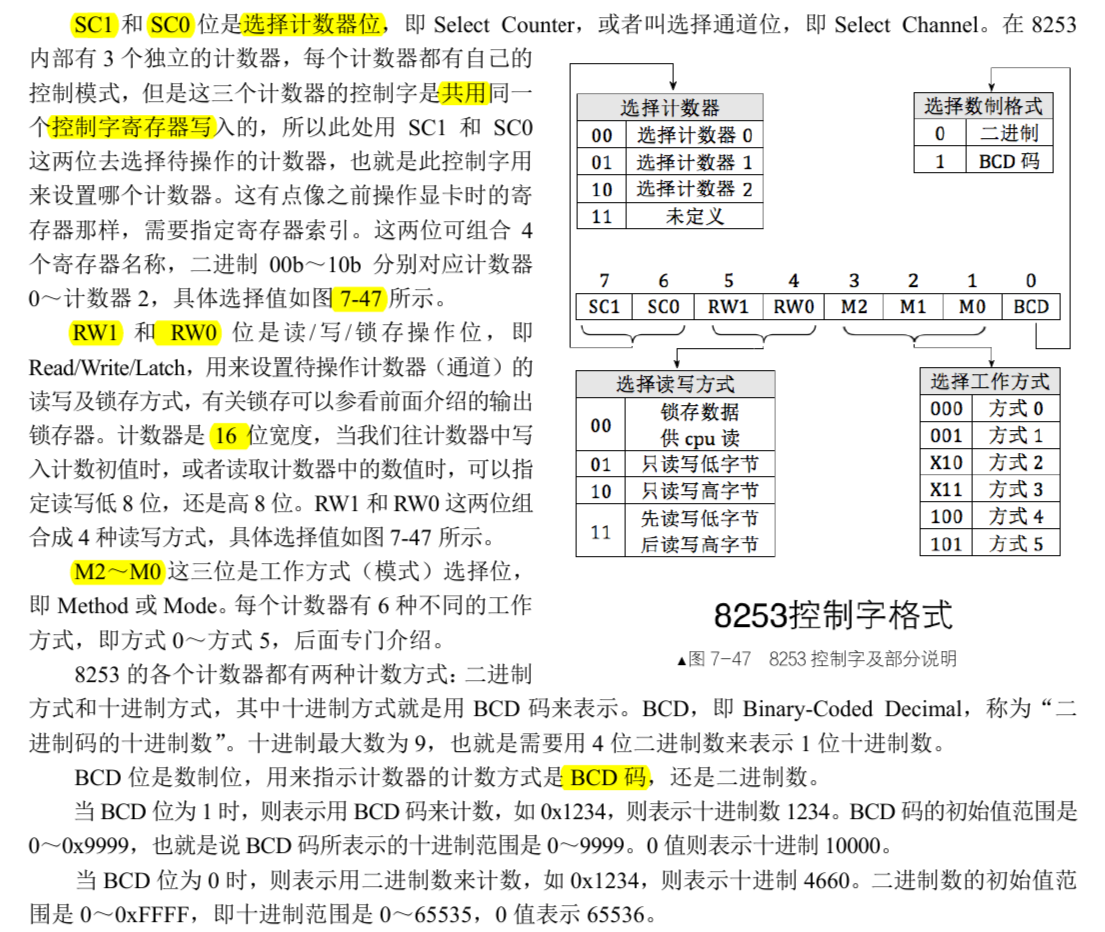 SC1 和 SC0 位是选择计数器位，即 Select Counter，或者叫选择通道位，即 Select Channel。在 8253
内部有 3 个独立的计数器，每个计数器都有自己的
控制模式，但是这三个计数器的控制字是共用同一
个控制字寄存器写入的，所以此处用 SC1 和 SC0
这两位去选择待操作的计数器，也就是此控制字用
来设置哪个计数器。这有点像之前操作显卡时的寄
存器那样，需要指定寄存器索引。这两位可组合 4
个寄存器名称，二进制 00b～10b 分别对应计数器
0～计数器 2，具体选择值如图 7-47 所示。
RW1 和 RW0 位是读/写/锁存操作位，即
Read/Write/Latch，用来设置待操作计数器（通道）的
读写及锁存方式，有关锁存可以参看前面介绍的输出
锁存器。计数器是 16 位宽度，当我们往计数器中写
入计数初值时，或者读取计数器中的数值时，可以指
定读写低 8 位，还是高 8 位。RW1 和 RW0 这两位组
合成 4 种读写方式，具体选择值如图 7-47 所示。
M2～M0 这三位是工作方式（模式）选择位，
即 Method 或 Mode。每个计数器有 6 种不同的工作
方式，即方式 0～方式 5，后面专门介绍。
8253 的各个计数器都有两种计数方式：二进制
选择计数器
00 选择计数器 0
01 选择计数器 1
10 选择计数器 2
11 未定义
选择数制格式
0 二进制
1 BCD 码
7 6 5 4 3 2 1 0
SC1 SC0 RW1 RW0 M2 M1 M0 BCD
选择读写方式
00 锁存数据
供 cpu 读
01 只读写低字节
10 只读写高字节
11 先读写低字节
后读写高字节
选择工作方式
000 方式 0
001 方式 1
X10 方式 2
X11 方式 3
100 方式 4
101 方式 5
8253控制字格式
▲图 7-47 8253 控制字及部分说明
方式和十进制方式，其中十进制方式就是用 BCD 码来表示。BCD，即 Binary-Coded Decimal，称为“二
进制码的十进制数”。十进制最大数为 9，也就是需要用 4 位二进制数来表示 1 位十进制数。
BCD 位是数制位，用来指示计数器的计数方式是 BCD 码，还是二进制数。
当 BCD 位为 1 时，则表示用 BCD 码来计数，如 0x1234，则表示十进制数 1234。BCD 码的初始值范围是
0～0x9999，也就是说 BCD 码所表示的十进制范围是 0～9999。0 值则表示十进制 10000。
当 BCD 位为 0 时，则表示用二进制数来计数，如 0x1234，则表示十进制 4660。二进制数的初始值范
围是 0～0xFFFF，即十进制范围是 0～65535，0 值表示 65536。